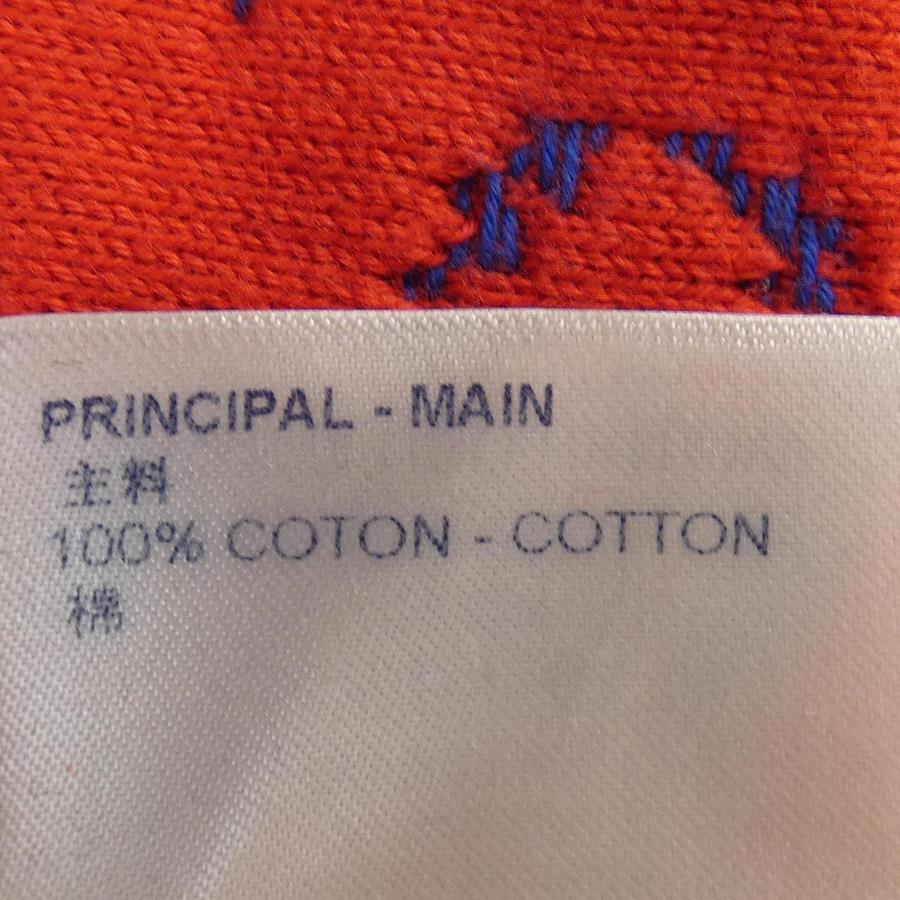 PRINCIPAL - MAIN
主料
100% COTON - COTTON
棉